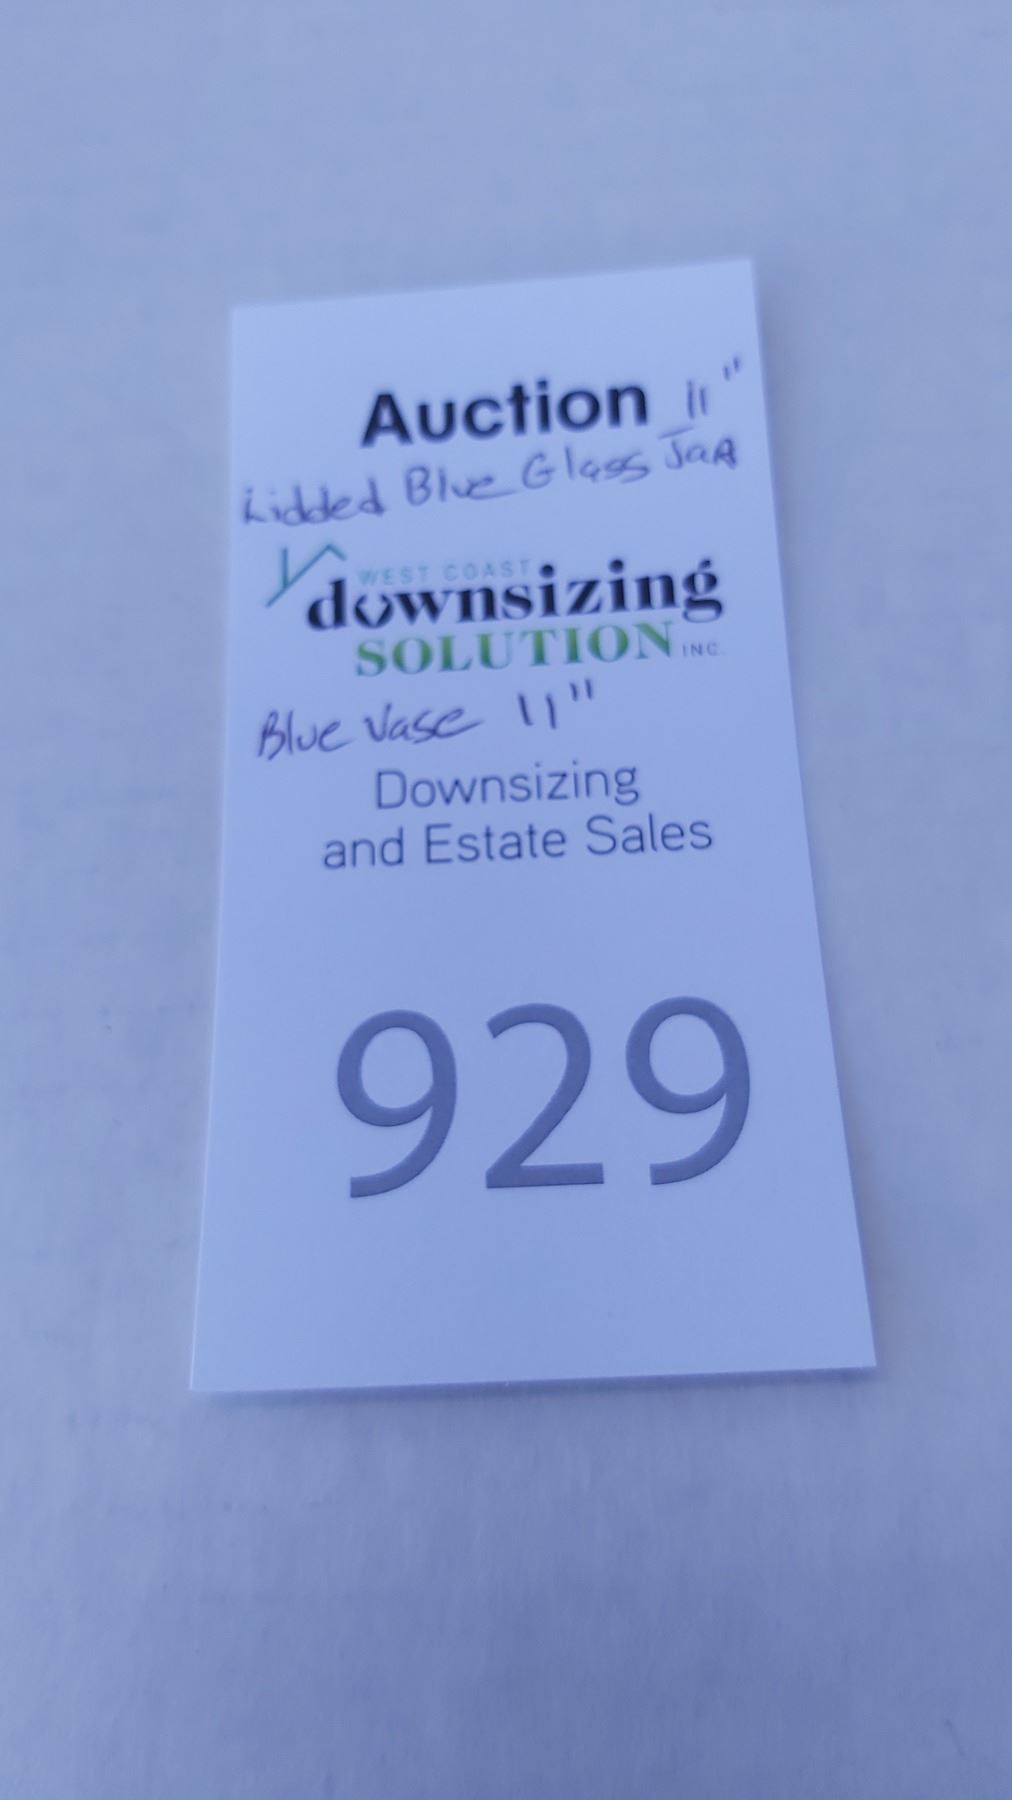 Auction 11"
Lidded Blue Glass Jar
WEST COAST
downsizing
SOLUTION INC.
Blue Vase 11"
Downsizing
and Estate Sales
929